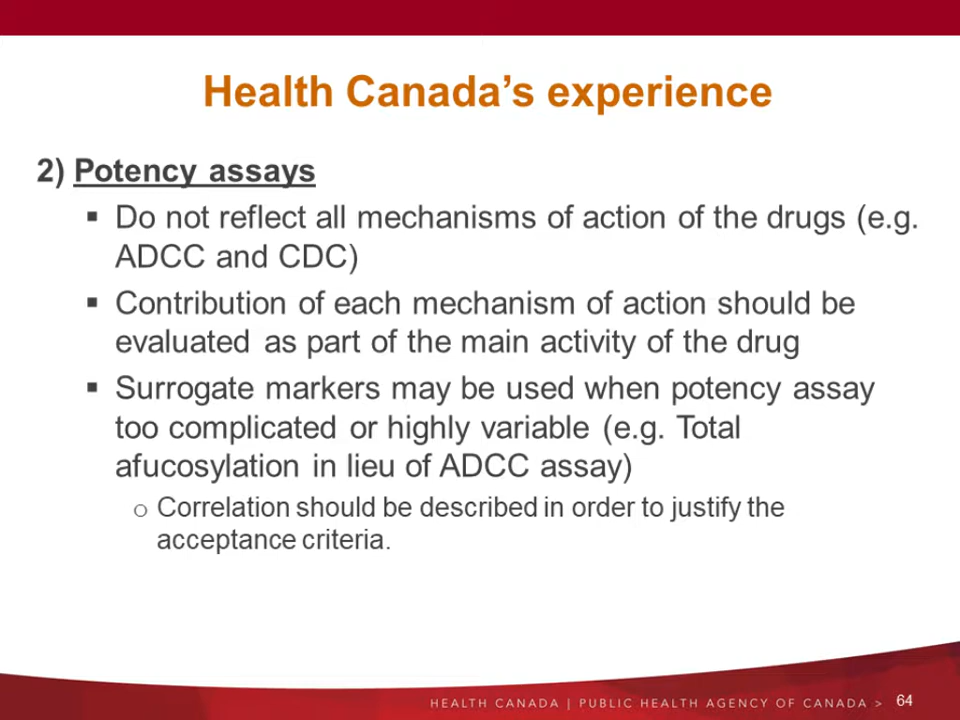 Health Canada’s experience
2) Potency assays
▪ Do not reflect all mechanisms of action of the drugs (e.g.
ADCC and CDC)
▪ Contribution of each mechanism of action should be
evaluated as part of the main activity of the drug
▪ Surrogate markers may be used when potency assay
too complicated or highly variable (e.g. Total
afucosylation in lieu of ADCC assay)
o Correlation should be described in order to justify the
acceptance criteria.
HEALTH CANADA | PUBLIC HEALTH AGENCY OF CANADA > 64